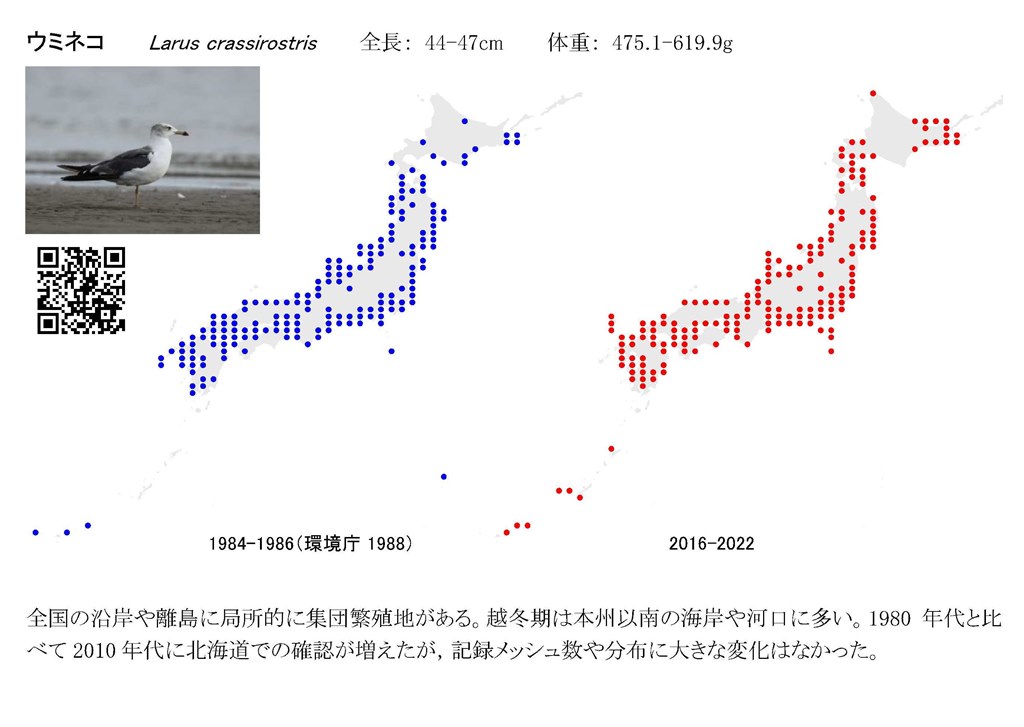 ウミネコ Larus crassirostris 全長： 44-47cm 体重： 475.1-619.9g
1984-1986（環境庁 1988）
2016-2022
全国の沿岸や離島に局所的に集団繁殖地がある。越冬期は本州以南の海岸や河口に多い。1980 年代と比
べて 2010 年代に北海道での確認が増えたが，記録メッシュ数や分布に大きな変化はなかった。